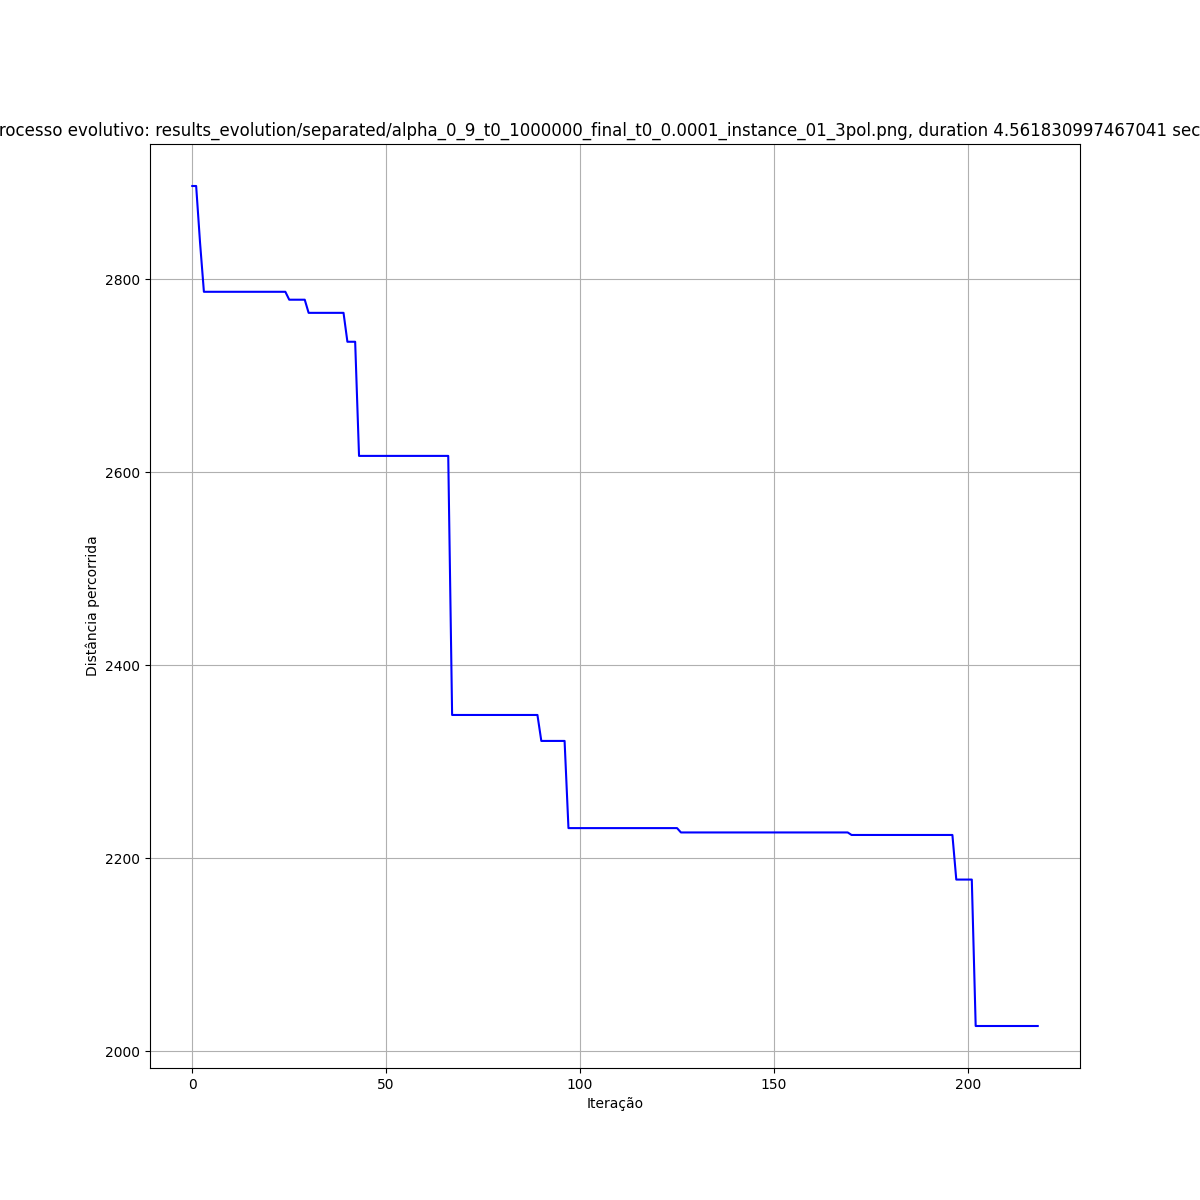 rocesso evolutivo: results_evolution/separated/alpha_0_9_t0_1000000_final_t0_0.0001_instance_01_3pol.png, duration 4.561830997467041 sec
2800
2600
2400
2200
2000
Distância percorrida
0 50 100 150 200
Iteração